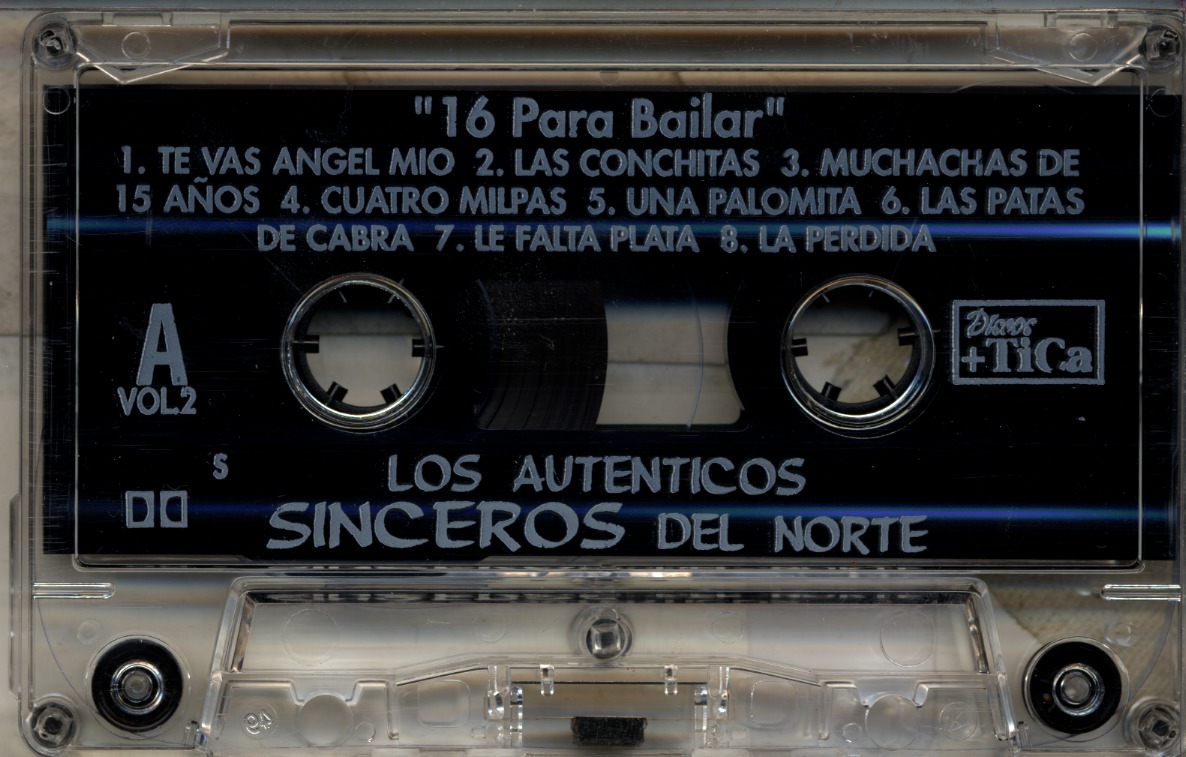 "16 Para Bailar"
1. TE VAS ANGEL MIO 2. LAS CONCHITAS 3. MUCHACHAS DE
15 AÑOS 4. CUATRO MILPAS 5. UNA PALOMITA 6. LAS PATAS
DE CABRA 7. LE FALTA PLATA 8. LA PERDIDA
A
VOL.2
Discos
+TiCa
S
LOS AUTENTICOS
SINCEROS DEL NORTE